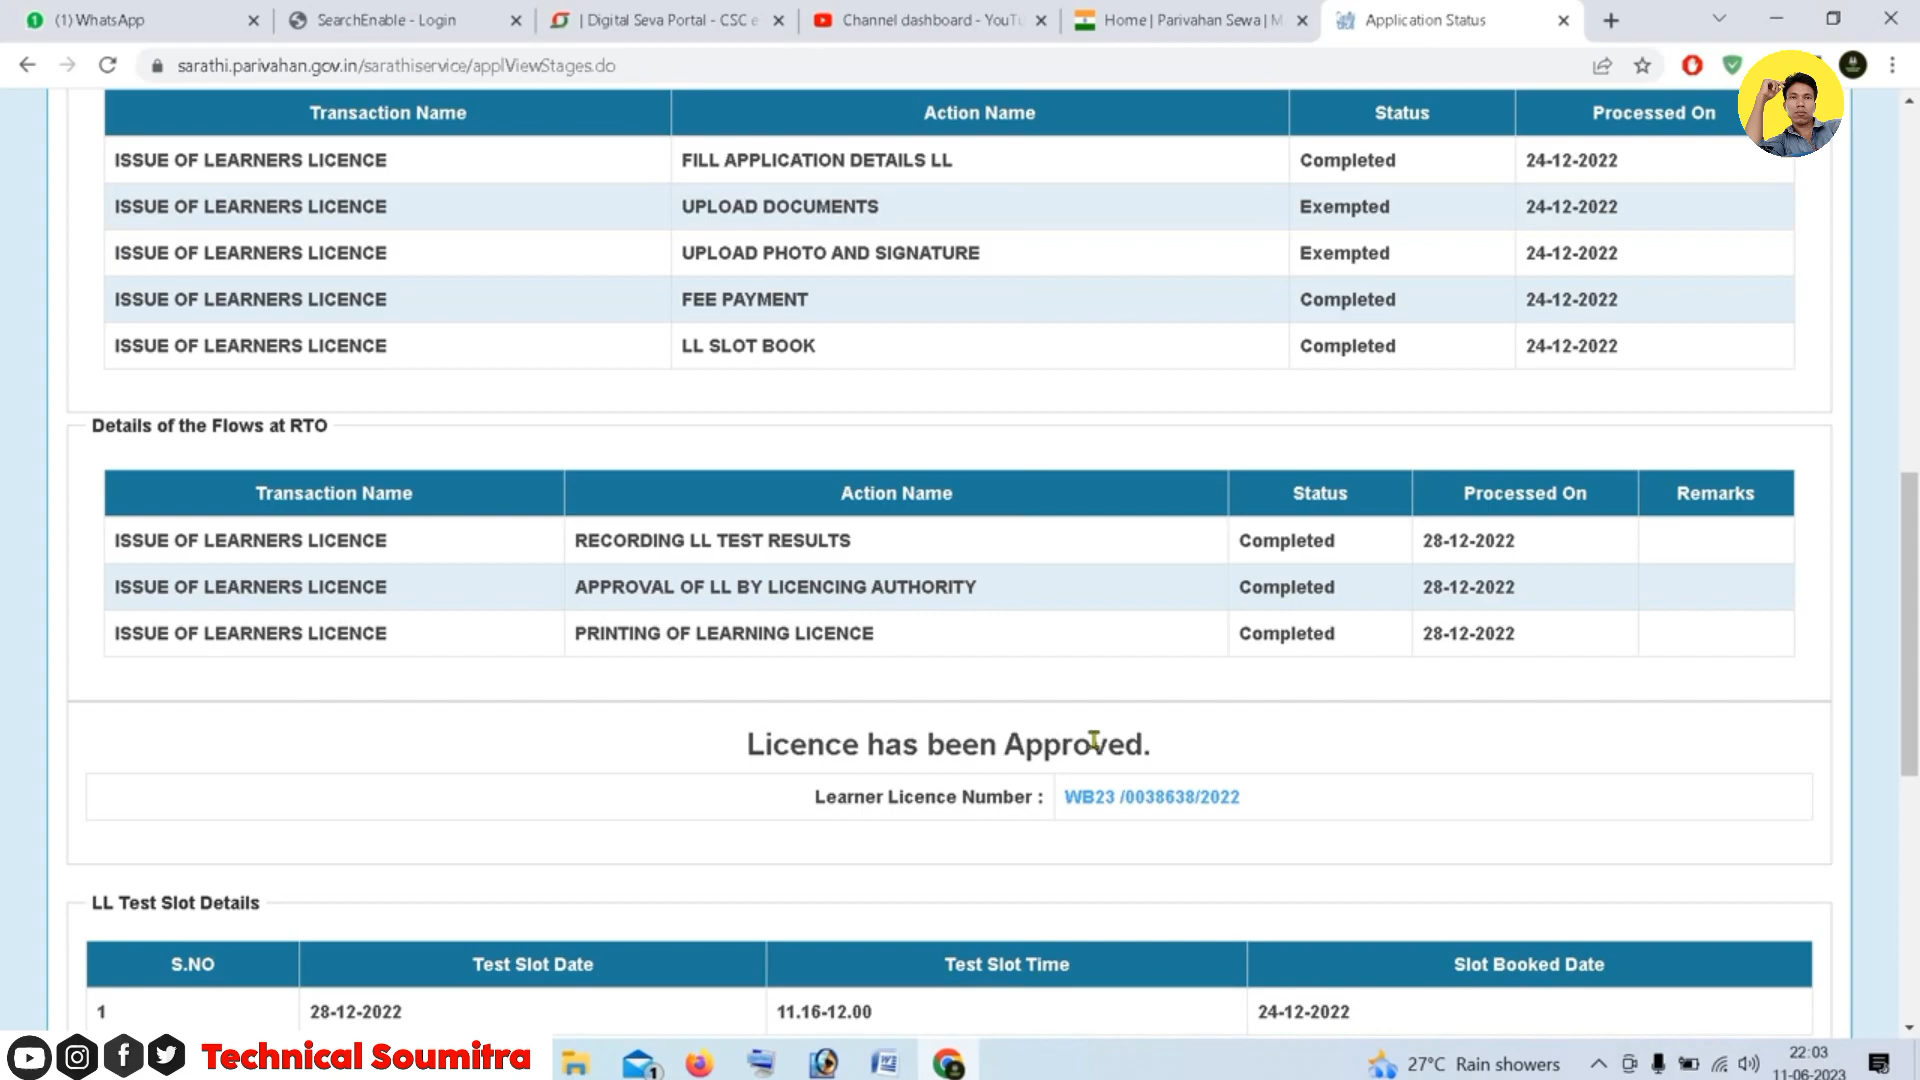 (1) WhatsApp
SearchEnable - Login
| Digital Seva Portal - CSC e
Channel dashboard - YouTu
Home | Parivahan Sewa | M
Application Status
sarathi.parivahan.gov.in/sarathiservice/applViewStages.do
Transaction Name Action Name Status Processed On
ISSUE OF LEARNERS LICENCE FILL APPLICATION DETAILS LL Completed 24-12-2022
ISSUE OF LEARNERS LICENCE UPLOAD DOCUMENTS Exempted 24-12-2022
ISSUE OF LEARNERS LICENCE UPLOAD PHOTO AND SIGNATURE Exempted 24-12-2022
ISSUE OF LEARNERS LICENCE FEE PAYMENT Completed 24-12-2022
ISSUE OF LEARNERS LICENCE LL SLOT BOOK Completed 24-12-2022
Details of the Flows at RTO
Transaction Name Action Name Status Processed On Remarks
ISSUE OF LEARNERS LICENCE RECORDING LL TEST RESULTS Completed 28-12-2022
ISSUE OF LEARNERS LICENCE APPROVAL OF LL BY LICENCING AUTHORITY Completed 28-12-2022
ISSUE OF LEARNERS LICENCE PRINTING OF LEARNING LICENCE Completed 28-12-2022
Licence has been Approved.
Learner Licence Number : WB23 /0038638/2022
LL Test Slot Details
S.NO Test Slot Date Test Slot Time Slot Booked Date
1 28-12-2022 11.16-12.00 24-12-2022
Technical Soumitra
27°C Rain showers
22:03
11-06-2023